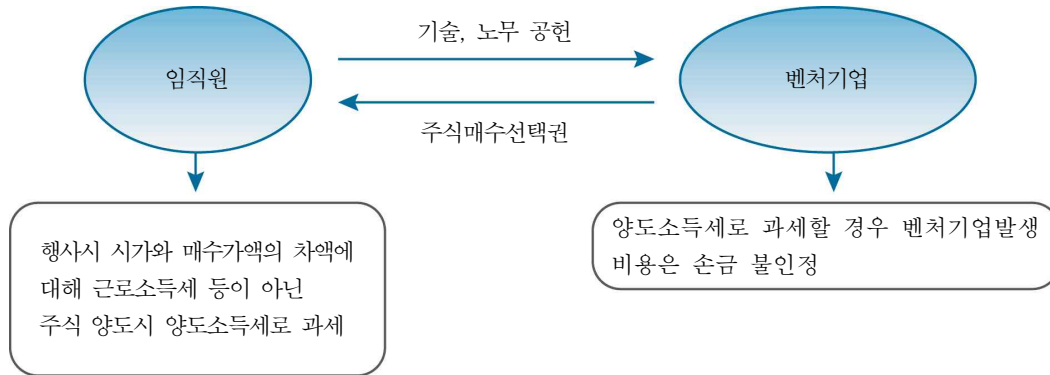 기술, 노무 공헌
임직원
벤처기업
주식매수선택권
행사시 시가와 매수가액의 차액에
대해 근로소득세 등이 아닌
주식 양도시 양도소득세로 과세
양도소득세로 과세할 경우 벤처기업발생
비용은 손금 불인정